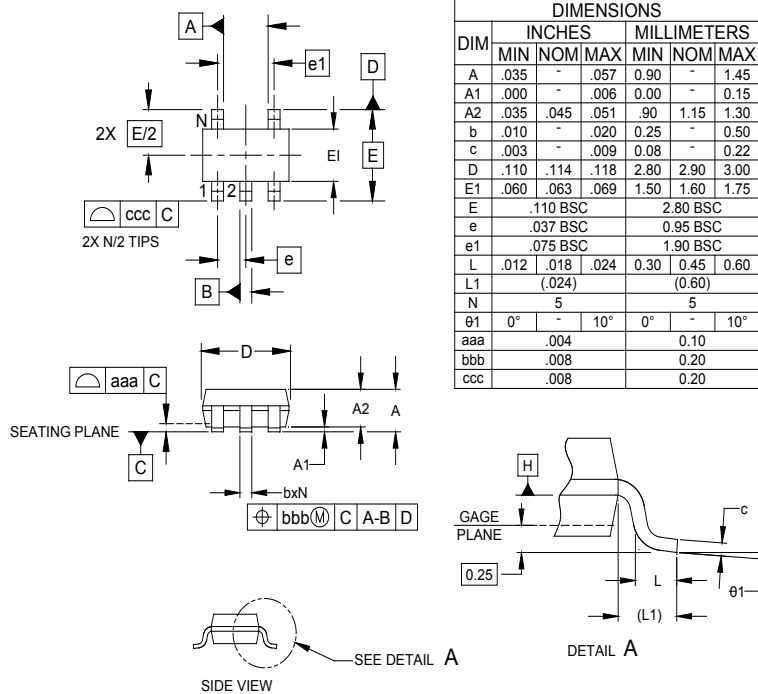 A
e1
D
N
2X E/2
EI
E
1 2
⌓ ccc C
2X N/2 TIPS
e
B
D
⌓ aaa C
A2 A
SEATING PLANE
C
A1
bxN
⌖ bbbⓂ C A-B D
SEE DETAIL A
SIDE VIEW
DIMENSIONS
DIM INCHES MILLIMETERS
MIN NOM MAX MIN NOM MAX
A .035 - .057 0.90 - 1.45
A1 .000 - .006 0.00 - 0.15
A2 .035 .045 .051 .90 1.15 1.30
b .010 - .020 0.25 - 0.50
c .003 - .009 0.08 - 0.22
D .110 .114 .118 2.80 2.90 3.00
E1 .060 .063 .069 1.50 1.60 1.75
E .110 BSC 2.80 BSC
e .037 BSC 0.95 BSC
e1 .075 BSC 1.90 BSC
L .012 .018 .024 0.30 0.45 0.60
L1 (.024) (0.60)
N 5 5
θ1 0° - 10° 0° - 10°
aaa .004 0.10
bbb .008 0.20
ccc .008 0.20
H
GAGE
PLANE
c
0.25
L
θ1
(L1)
DETAIL A